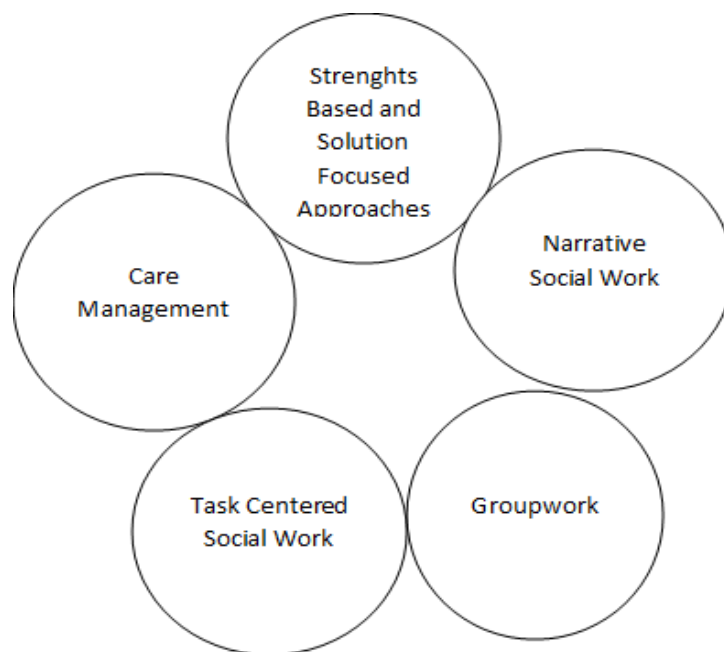 Strenghts
Based and
Solution
Focused
Approaches
Narrative
Social Work
Care
Management
Task Centered
Social Work
Groupwork